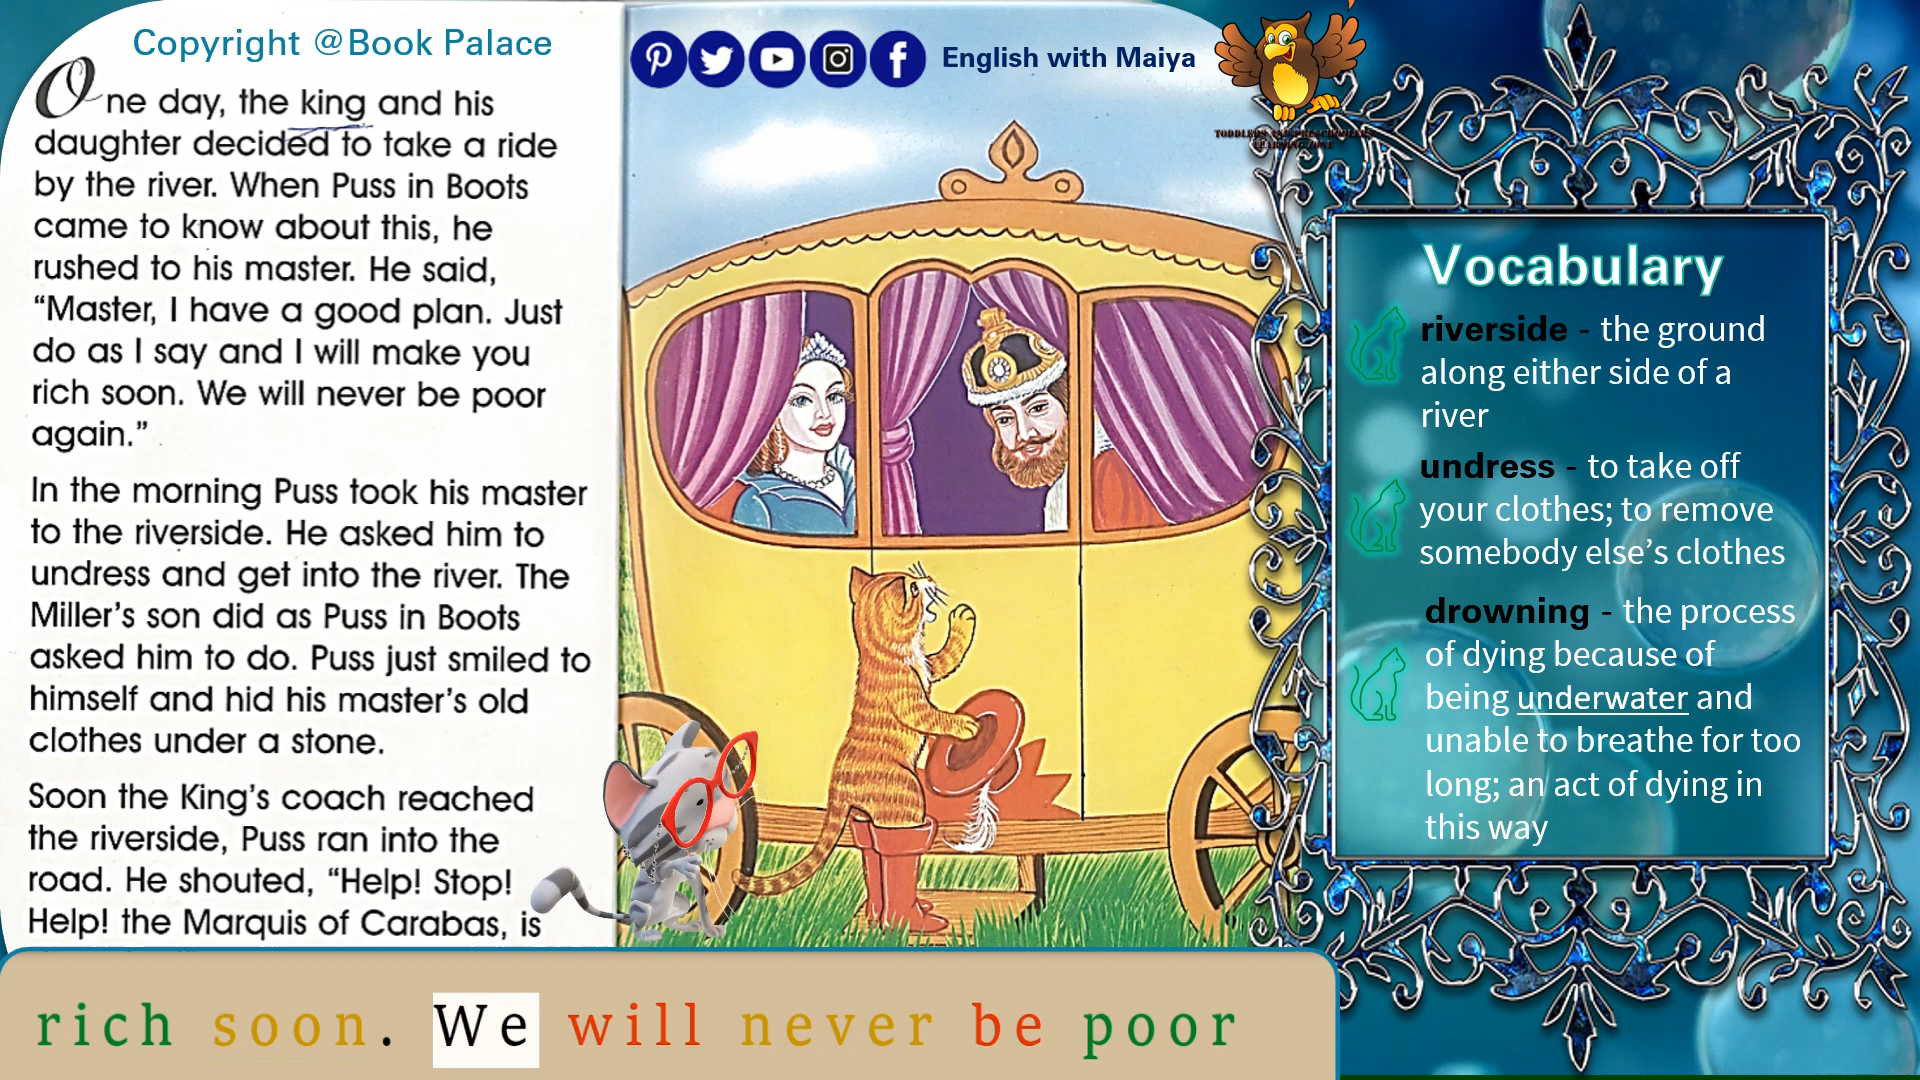 Copyright @Book Palace
One day, the king and his
daughter decided to take a ride
by the river. When Puss in Boots
came to know about this, he
rushed to his master. He said,
“Master, I have a good plan. Just
do as I say and I will make you
rich soon. We will never be poor
again.”
In the morning Puss took his master
to the riverside. He asked him to
undress and get into the river. The
Miller’s son did as Puss in Boots
asked him to do. Puss just smiled to
himself and hid his master’s old
clothes under a stone.
Soon the King’s coach reached
the riverside, Puss ran into the
road. He shouted, “Help! Stop!
Help! the Marquis of Carabas, is
English with Maiya
TODDLERS AND PRESCHOOLERS
LEARNING ZONE
Vocabulary
riverside - the ground
along either side of a
river
undress - to take off
your clothes; to remove
somebody else’s clothes
drowning - the process
of dying because of
being underwater and
unable to breathe for too
long; an act of dying in
this way
rich soon. We will never be poor